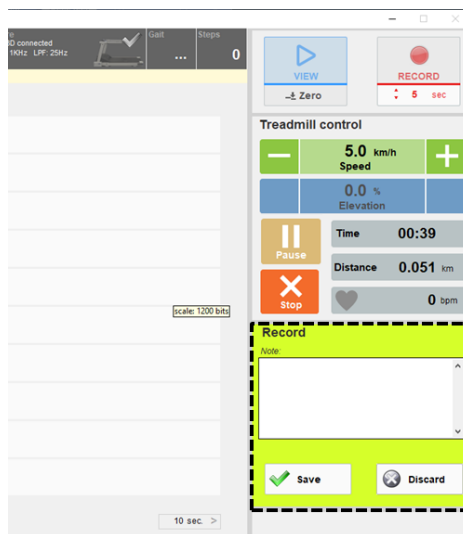 re
3D connected
1KHz LPF: 25Hz
Gait
...
Steps
0
VIEW
Zero
RECORD
5 sec
Treadmill control
5.0 km/h
Speed
0.0 %
Elevation
Pause
Time 00:39
Distance 0.051 km
Stop
0 bpm
scale: 1200 bits
Record
Note:
Save
Discard
10 sec. >